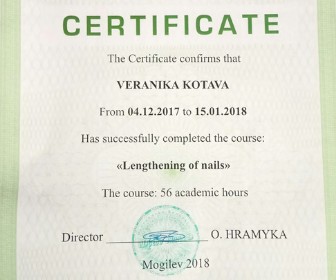 CERTIFICATE
The Certificate confirms that
VERANIKA KOTAVA
From 04.12.2017 to 15.01.2018
Has successfully completed the course:
«Lengthening of nails»
The course: 56 academic hours
Director O. HRAMYKA
Mogilev 2018